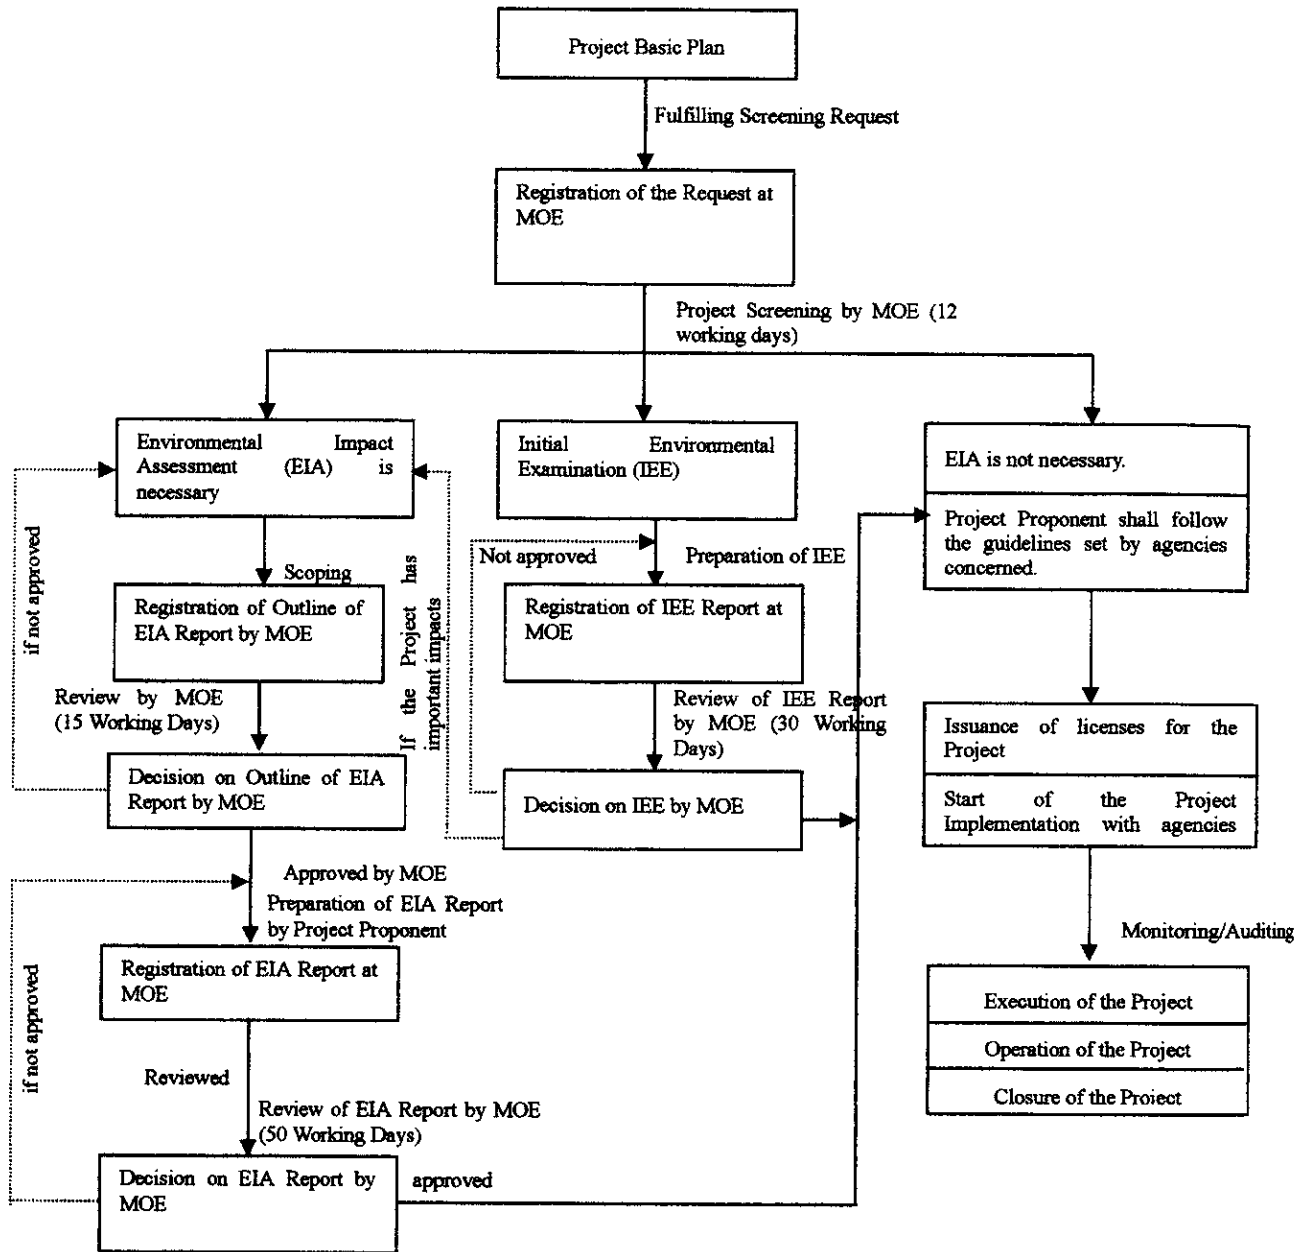 Project Basic Plan
Fulfilling Screening Request
Registration of the Request at
MOE
Project Screening by MOE (12
working days)
Environmental Impact
Assessment (EIA) is
necessary
Initial Environmental
Examination (IEE)
EIA is not necessary.
Project Proponent shall follow
the guidelines set by agencies
concerned.
if not approved
Scoping
If the Project has
important impacts
Not approved
Preparation of IEE
Registration of Outline of
EIA Report by MOE
Registration of IEE Report at
MOE
Review by MOE
(15 Working Days)
Review of IEE Report
by MOE (30 Working
Days)
Issuance of licenses for the
Project
Start of the Project
Implementation with agencies
Decision on Outline of EIA
Report by MOE
Decision on IEE by MOE
Approved by MOE
Preparation of EIA Report
by Project Proponent
Monitoring/Auditing
Registration of EIA Report at
MOE
Execution of the Project
Operation of the Project
Closure of the Project
if not approved
Reviewed
Review of EIA Report by MOE
(50 Working Days)
Decision on EIA Report by
MOE
approved